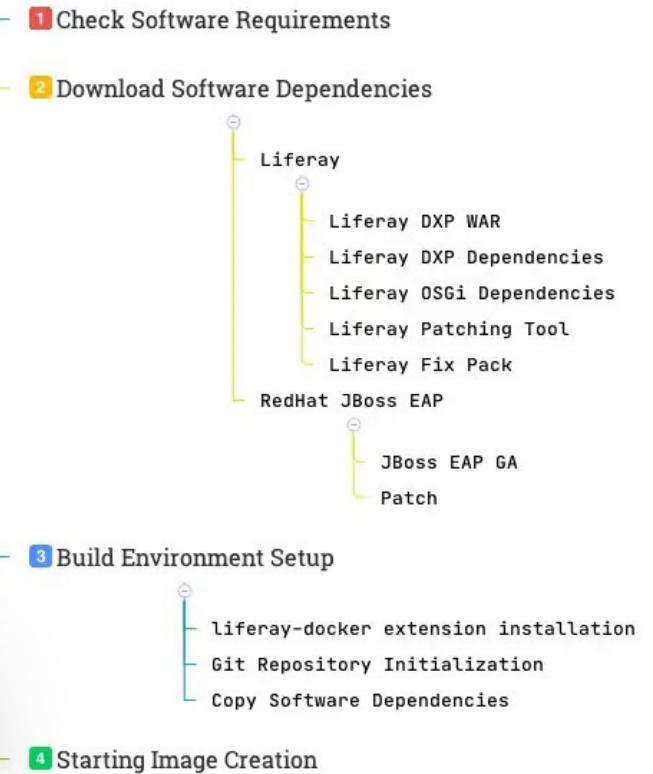 1 Check Software Requirements
2 Download Software Dependencies
Liferay
Liferay DXP WAR
Liferay DXP Dependencies
Liferay OSGi Dependencies
Liferay Patching Tool
Liferay Fix Pack
RedHat JBoss EAP
JBoss EAP GA
Patch
3 Build Environment Setup
liferay-docker extension installation
Git Repository Initialization
Copy Software Dependencies
4 Starting Image Creation